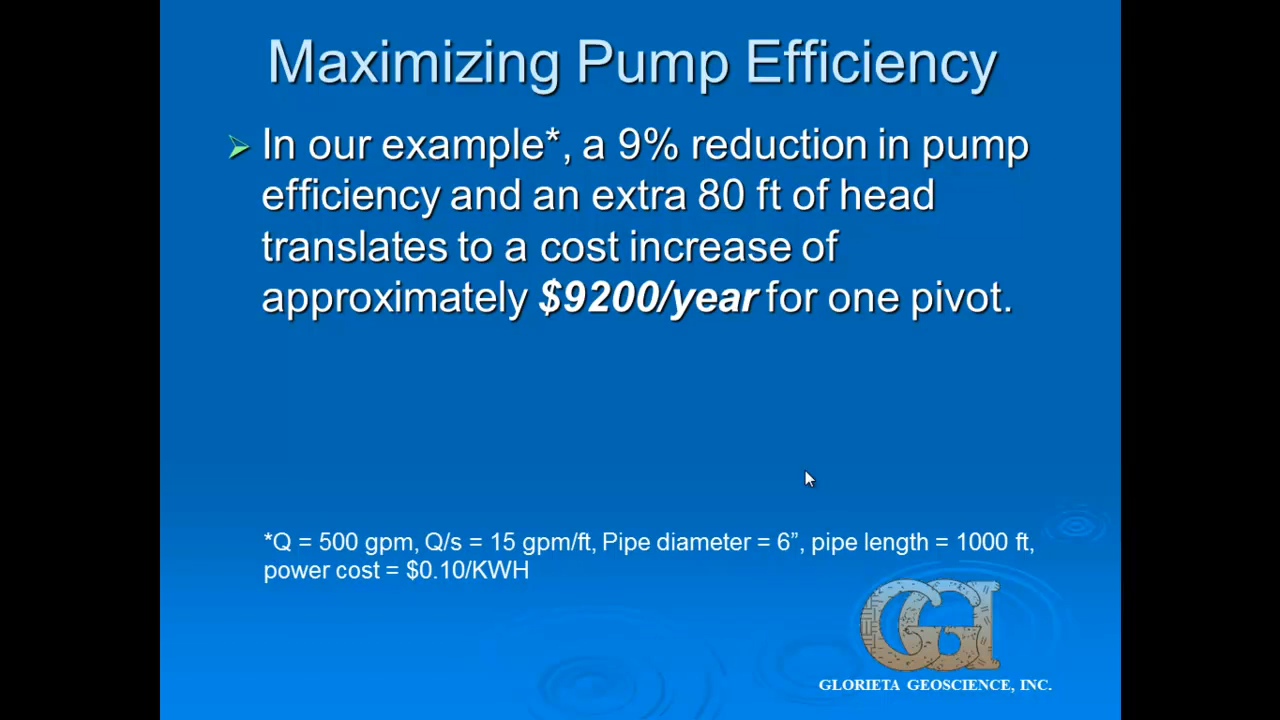 Maximizing Pump Efficiency
In our example*, a 9% reduction in pump
efficiency and an extra 80 ft of head
translates to a cost increase of
approximately $9200/year for one pivot.
*Q = 500 gpm, Q/s = 15 gpm/ft, Pipe diameter = 6”, pipe length = 1000 ft,
power cost = $0.10/KWH
GGI
GLORIETA GEOSCIENCE, INC.